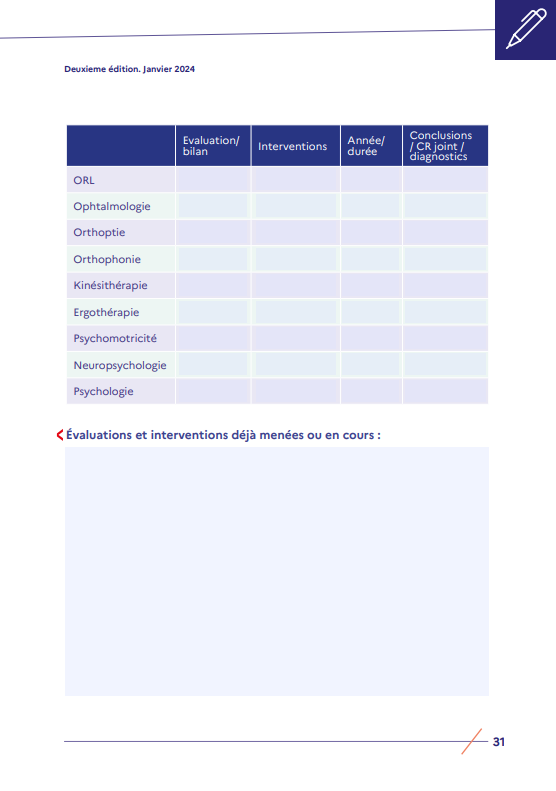 Deuxieme édition. Janvier 2024
Evaluation/
bilan
Interventions
Année/
durée
Conclusions
/ CR joint /
diagnostics
ORL
Ophtalmologie
Orthoptie
Orthophonie
Kinésithérapie
Ergothérapie
Psychomotricité
Neuropsychologie
Psychologie
Évaluations et interventions déjà menées ou en cours :
31